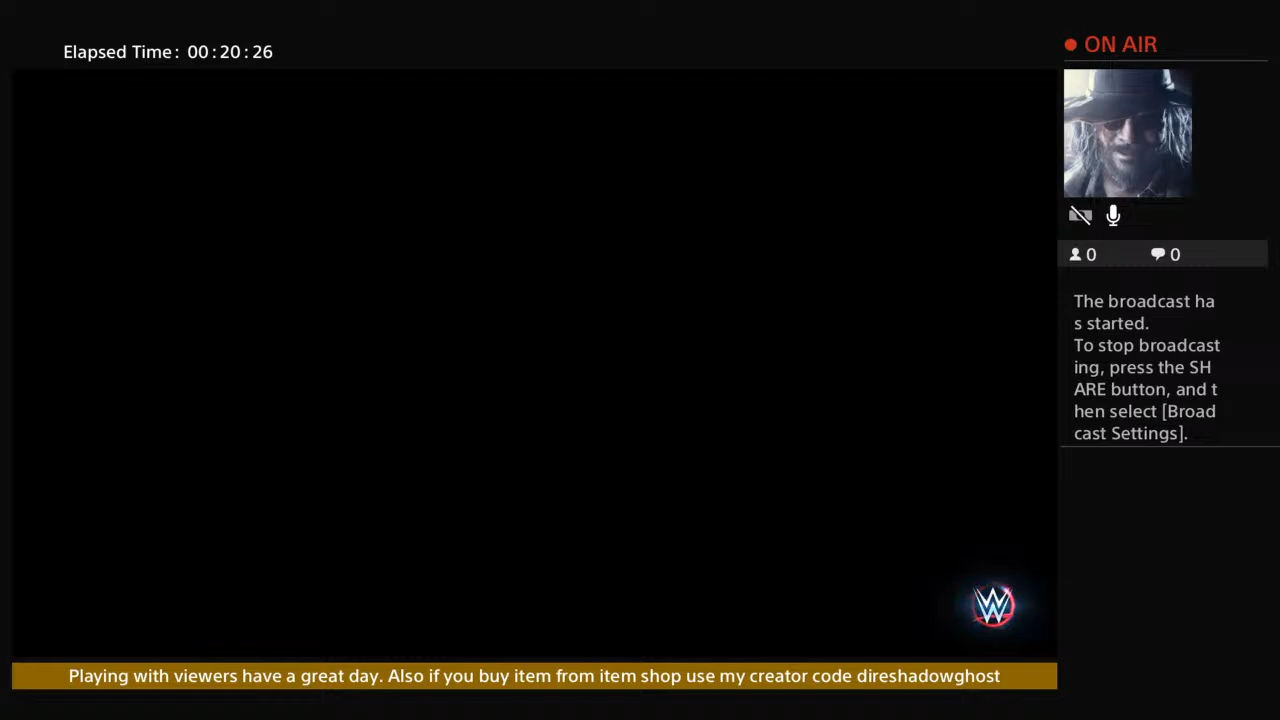 Elapsed Time: 00:20:26
ON AIR
0 0
The broadcast ha
s started.
To stop broadcast
ing, press the SH
ARE button, and t
hen select [Broad
cast Settings].
W
Playing with viewers have a great day. Also if you buy item from item shop use my creator code direshadowghost